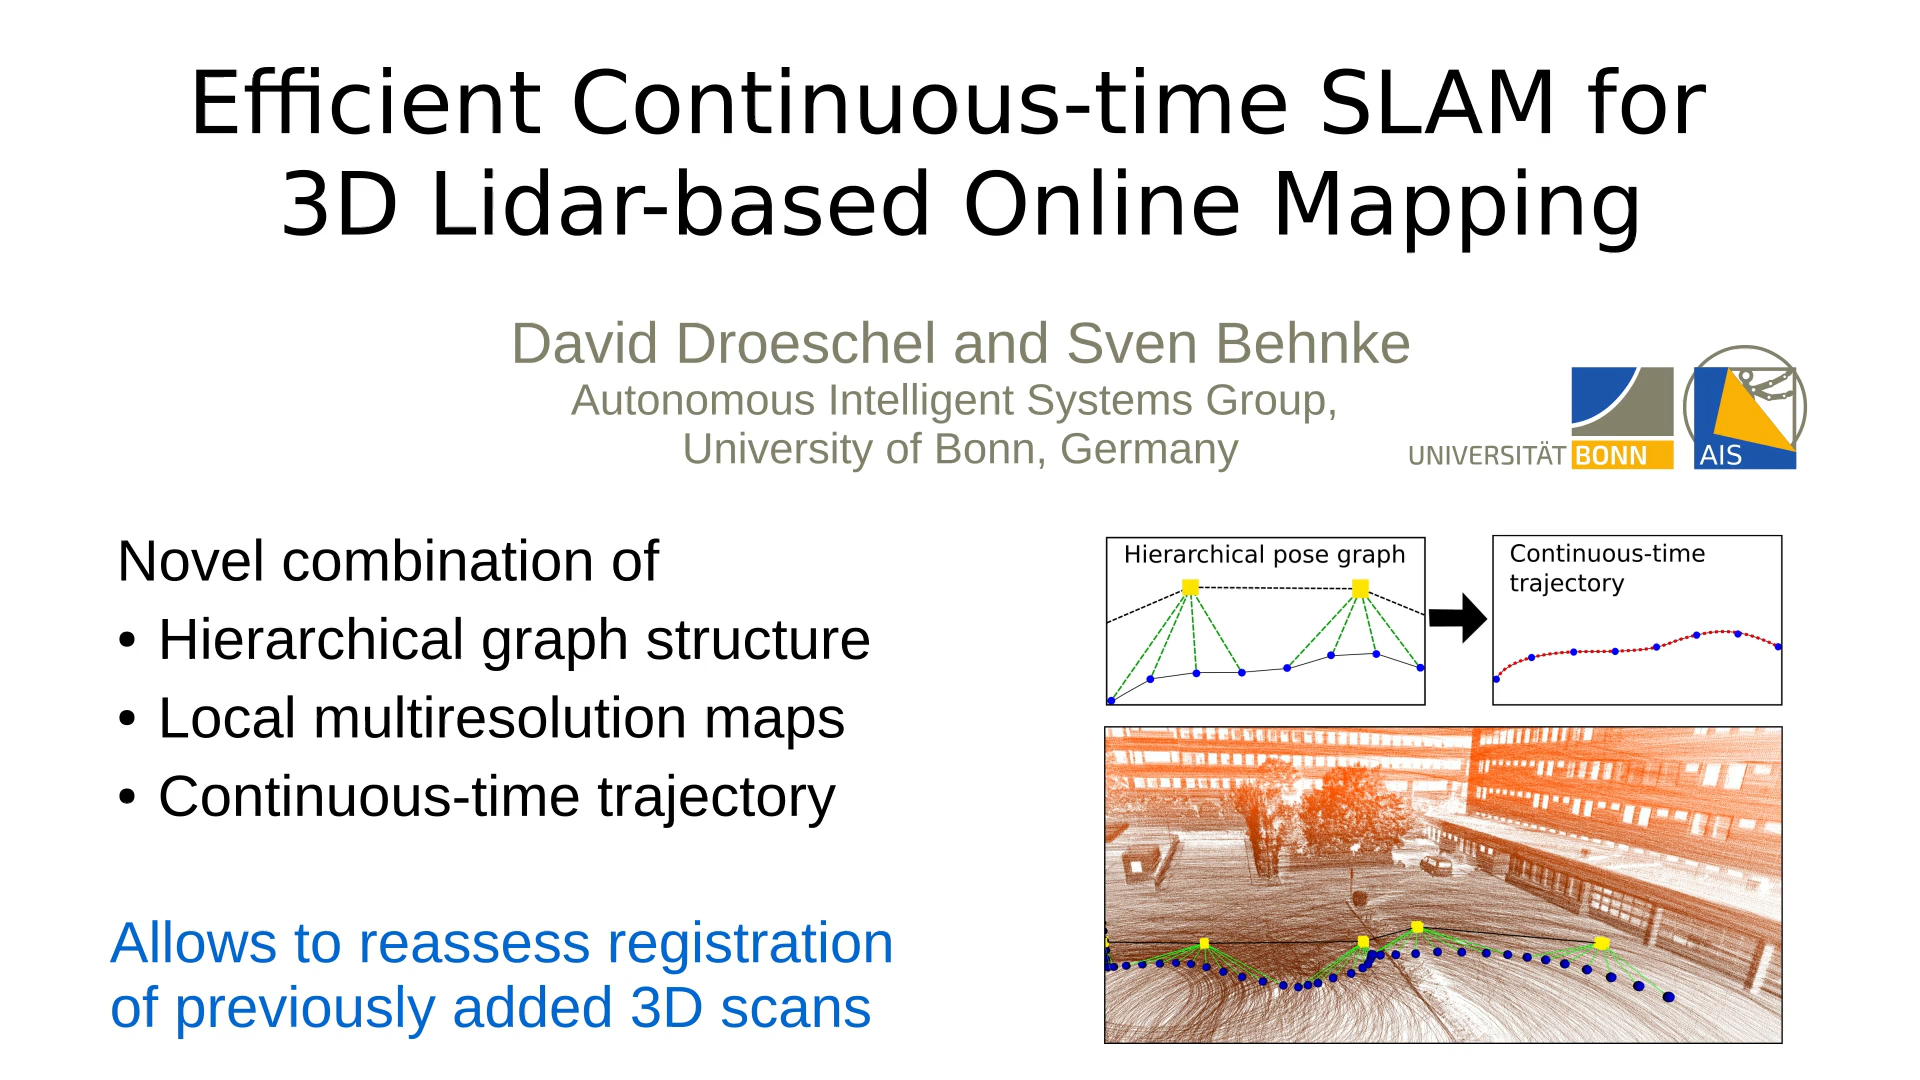 Efficient Continuous-time SLAM for
3D Lidar-based Online Mapping
David Droeschel and Sven Behnke
Autonomous Intelligent Systems Group,
University of Bonn, Germany
UNIVERSITÄT BONN
AIS
Novel combination of
• Hierarchical graph structure
• Local multiresolution maps
• Continuous-time trajectory
Allows to reassess registration
of previously added 3D scans
Hierarchical pose graph
Continuous-time
trajectory